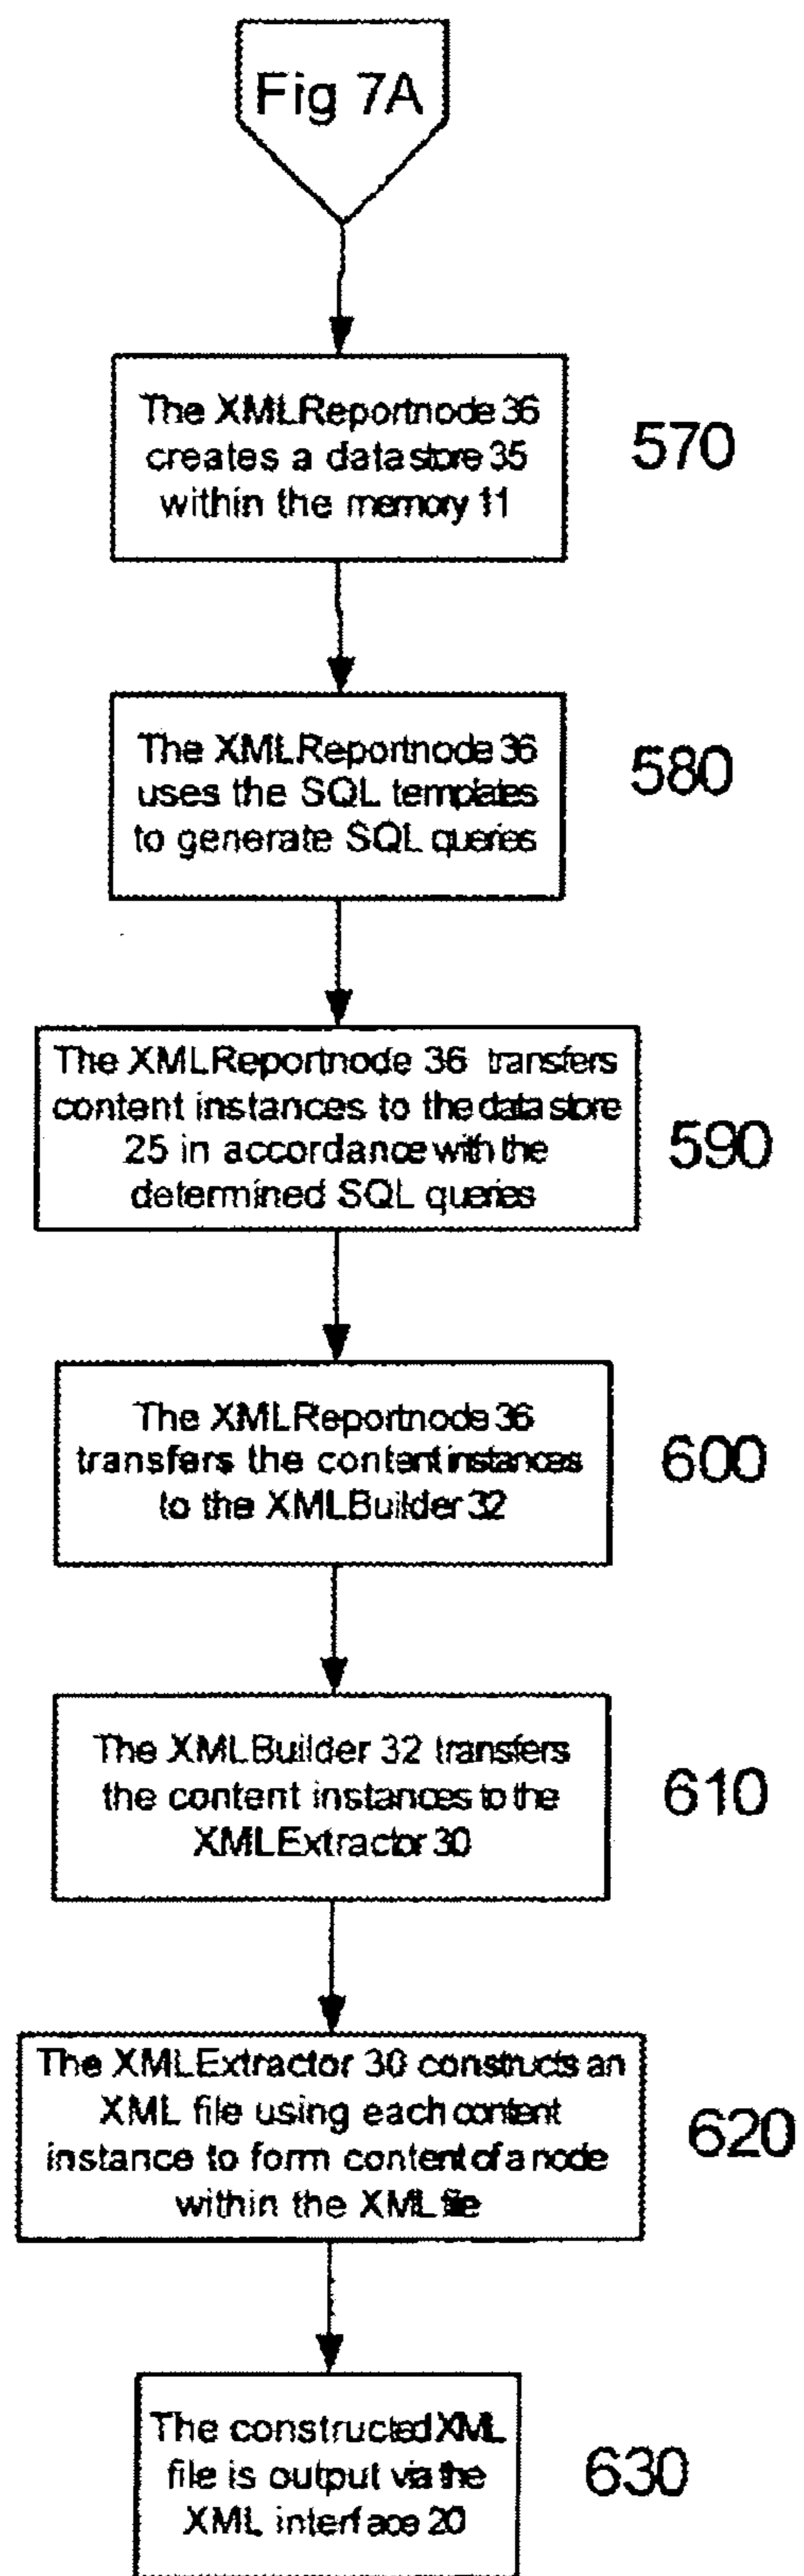 Fig 7A
The XMLReportnode 36
creates a data store 35
within the memory 11
570
The XMLReportnode 36
uses the SQL templates
to generate SQL queries
580
The XMLReportnode 36 transfers
content instances to the data store
25 in accordance with the
determined SQL queries
590
The XMLReportnode 36
transfers the content instances
to the XMLBuilder 32
600
The XMLBuilder 32 transfers
the content instances to the
XMLExtractor 30
610
The XMLExtractor 30 constructs an
XML file using each content
instance to form content of a node
within the XML file
620
The constructed XML
file is output via the
XML interface 20
630